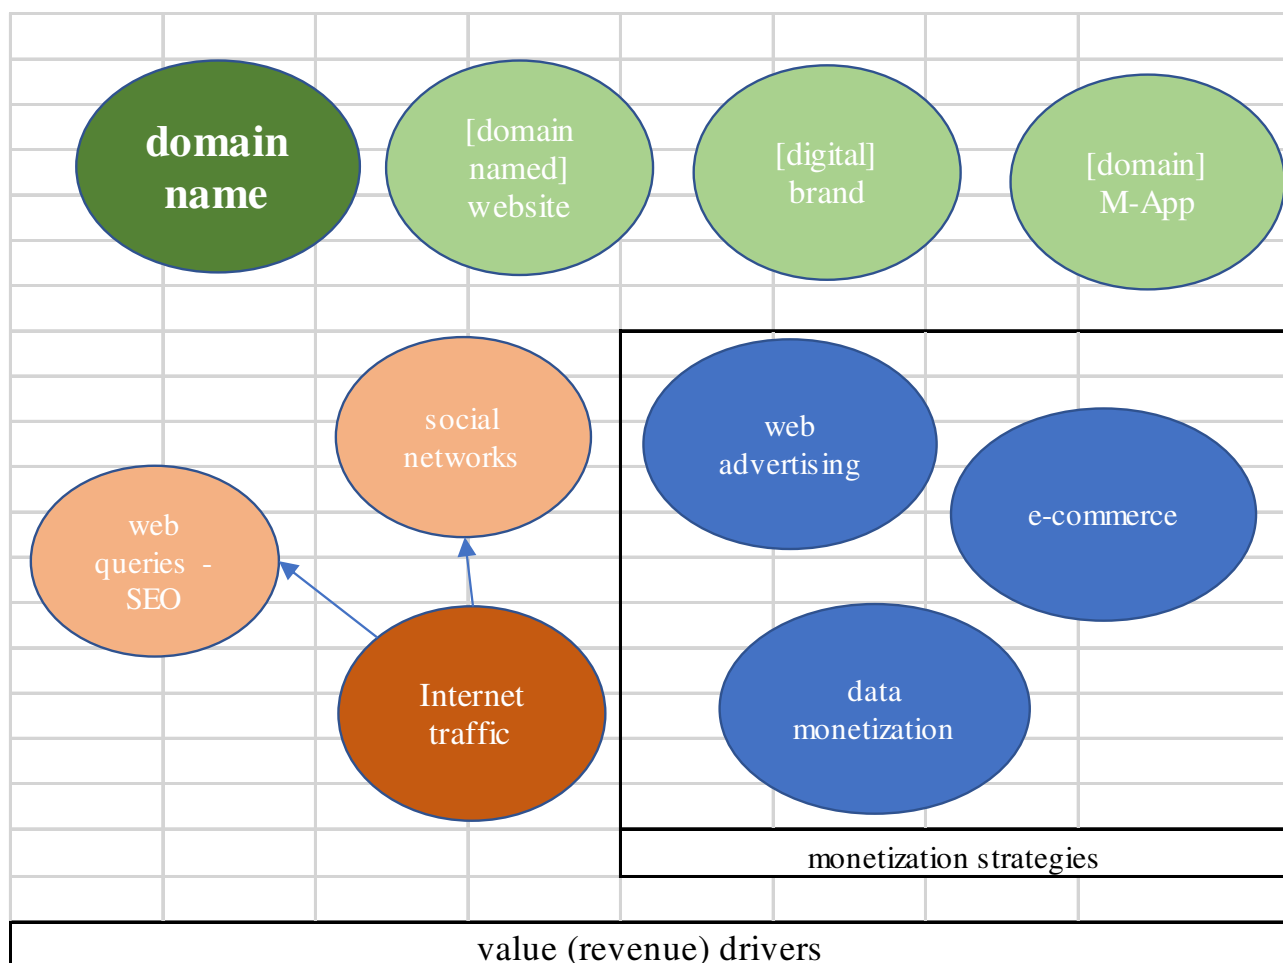 domain
name
[domain
named]
website
[digital]
brand
[domain]
M-App
social
networks
web
advertising
e-commerce
web
queries -
SEO
Internet
traffic
data
monetization
monetization strategies
value (revenue) drivers